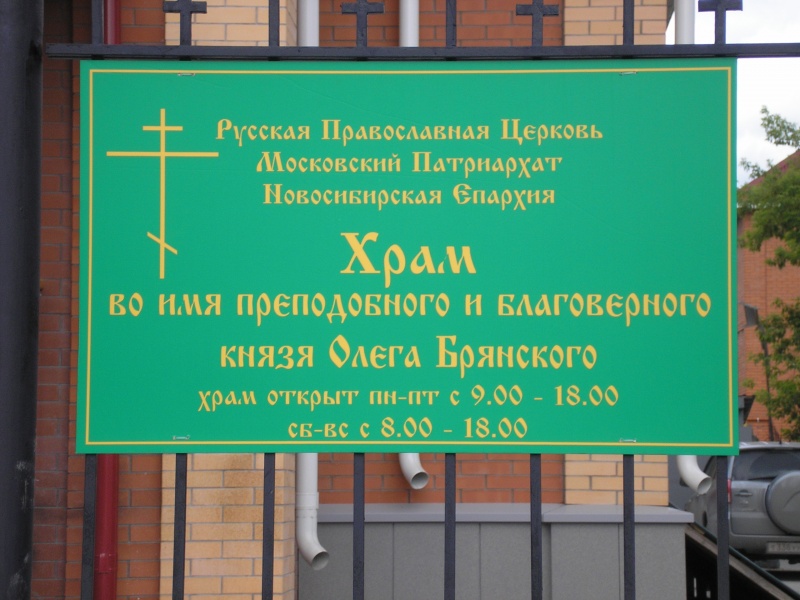 Русская Православная Церковь
Московский Патриархат
Новосибирская Епархия
Храм
во имя преподобного и благоверного
князя Олега Брянского
храм открыт пн-пт с 9.00 - 18.00
сб-вс с 8.00 - 18.00